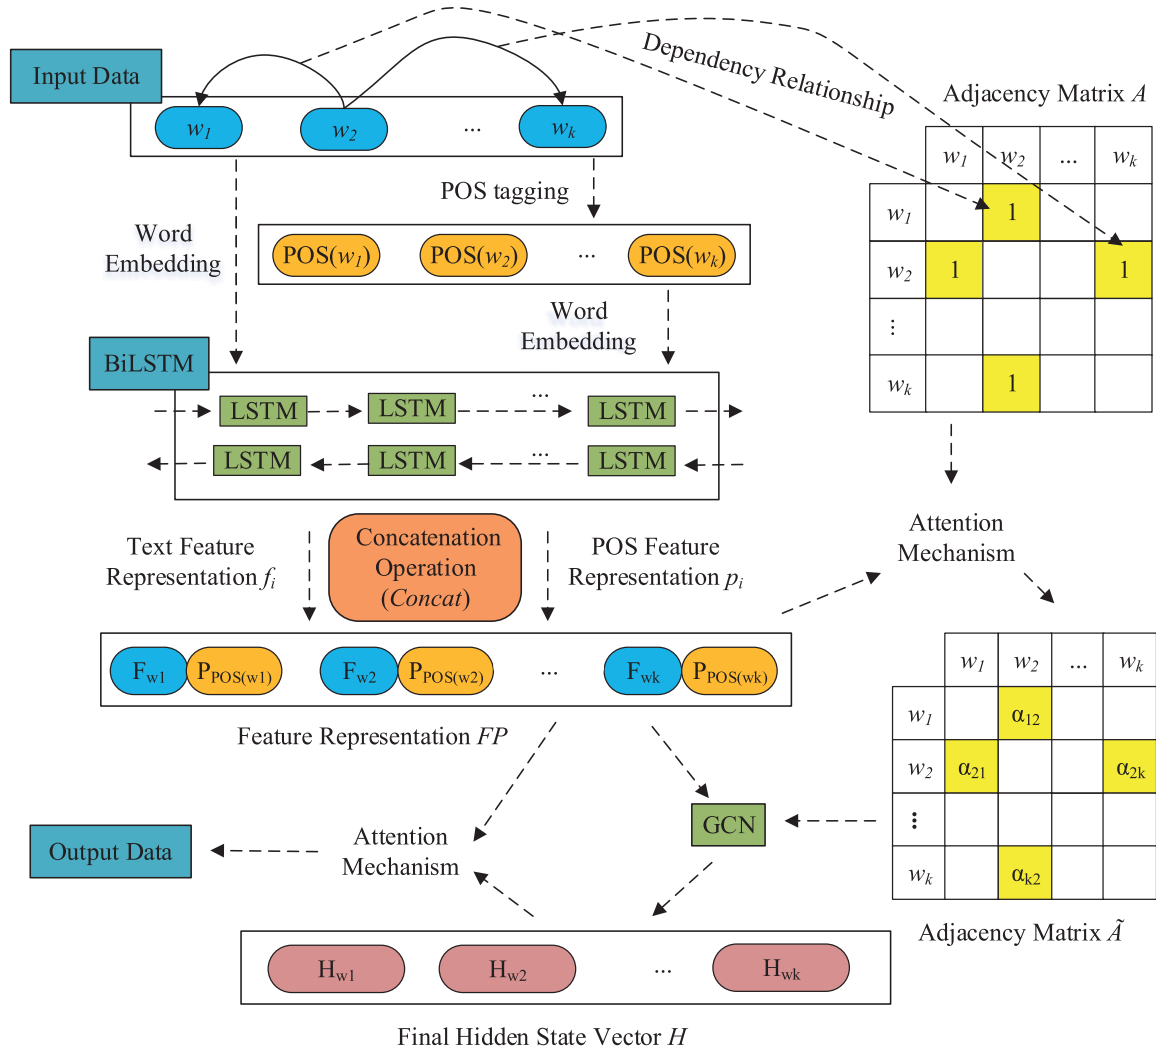 Input Data
w1 w2 ... wk
Dependency Relationship
Adjacency Matrix A
w1 w2 ... wk
w1 1
w2 1 1
...
wk 1
POS tagging
Word
Embedding
POS(w1) POS(w2) ... POS(wk)
Word
Embedding
BiLSTM
LSTM LSTM ... LSTM
LSTM LSTM ... LSTM
Text Feature
Representation fi
Concatenation
Operation
(Concat)
POS Feature
Representation pi
Attention
Mechanism
Fw1 PPOS(w1) Fw2 PPOS(w2) ... Fwk PPOS(wk)
Feature Representation FP
w1 w2 ... wk
w1 α12
w2 α21 α2k
...
wk αk2
Adjacency Matrix Ã
GCN
Attention
Mechanism
Output Data
Hw1 Hw2 ... Hwk
Final Hidden State Vector H